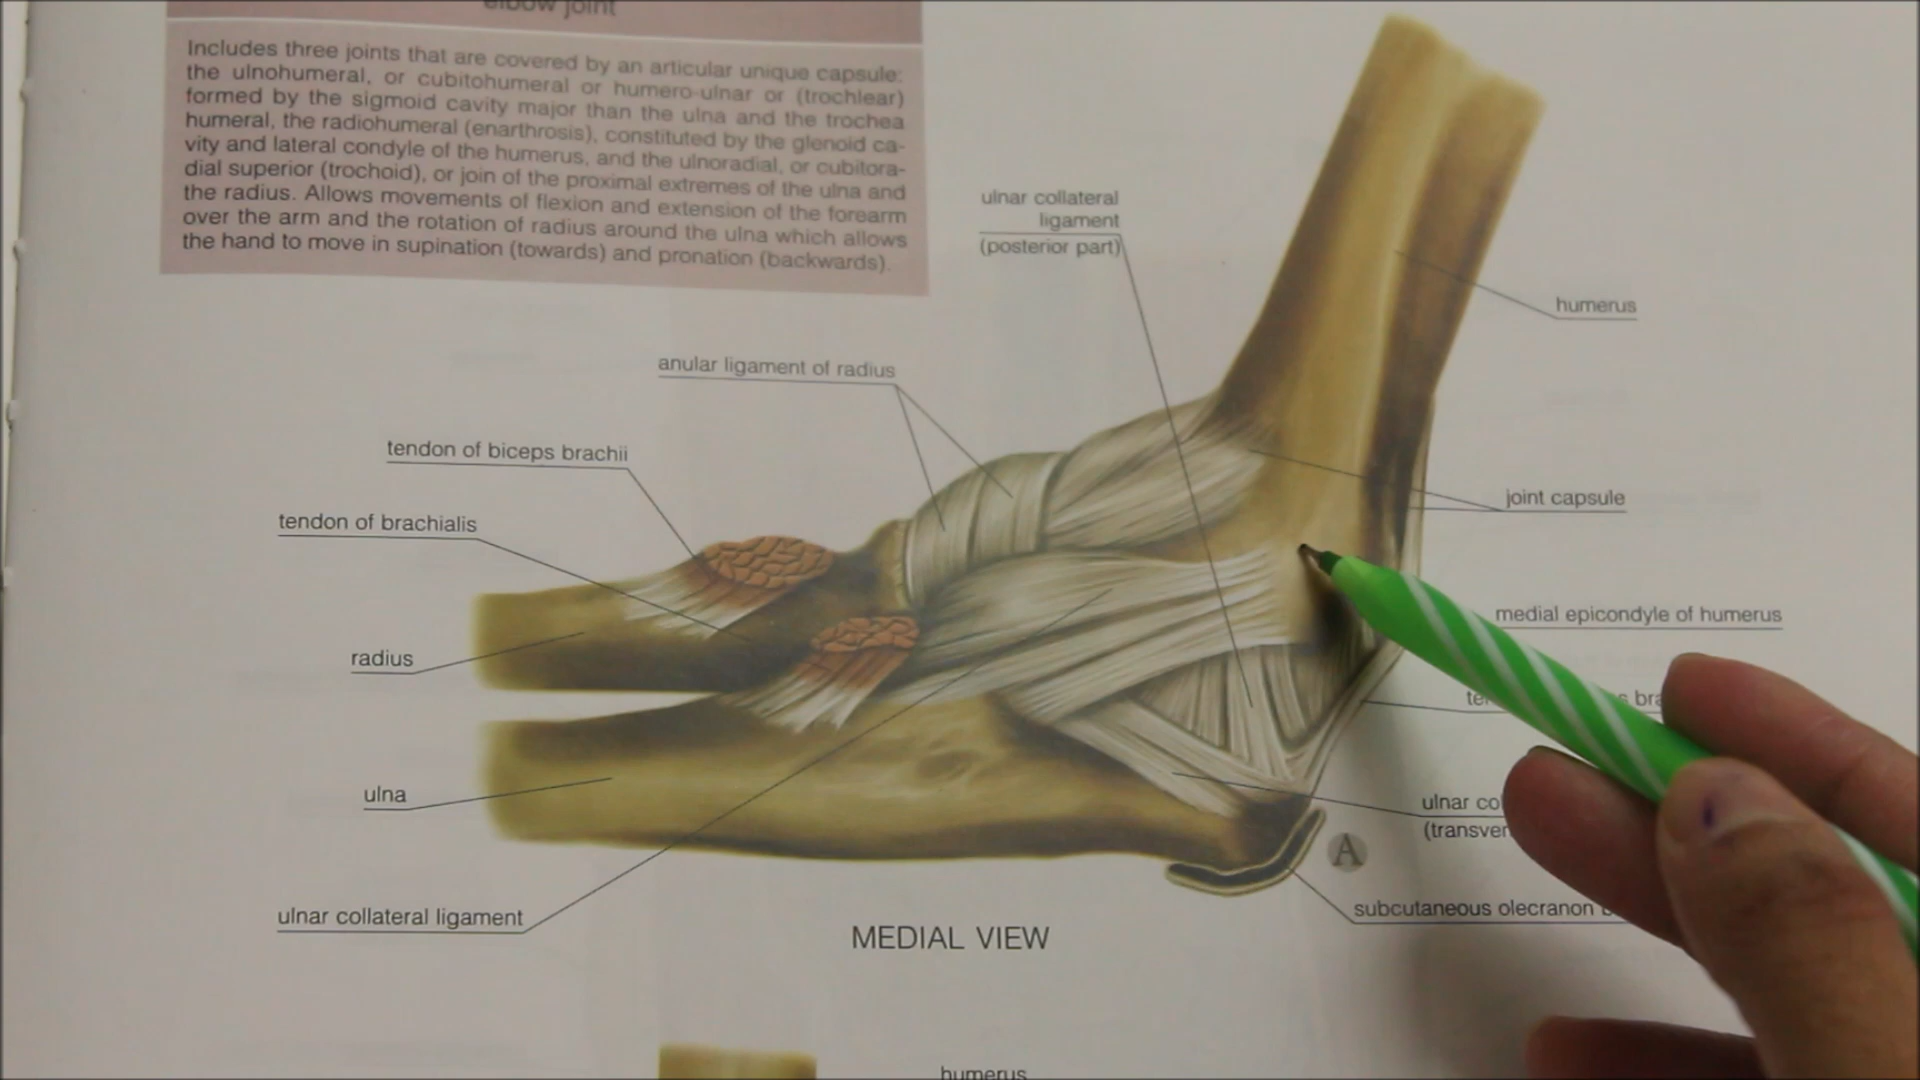 elbow joint
Includes three joints that are covered by an articular unique capsule:
the ulnohumeral, or cubitohumeral or humero-ulnar or (trochlear)
formed by the sigmoid cavity major than the ulna and the trochea
humeral, the radiohumeral (enarthrosis), constituted by the glenoid ca-
vity and lateral condyle of the humerus, and the ulnoradial, or cubitora-
dial superior (trochoid), or join of the proximal extremes of the ulna and
the radius. Allows movements of flexion and extension of the forearm
over the arm and the rotation of radius around the ulna which allows
the hand to move in supination (towards) and pronation (backwards).
ulnar collateral
ligament
(posterior part)
humerus
anular ligament of radius
tendon of biceps brachii
joint capsule
tendon of brachialis
medial epicondyle of humerus
radius
ulna
ulnar
A
subcutaneous olecranon
ulnar collateral ligament
MEDIAL VIEW
humerus